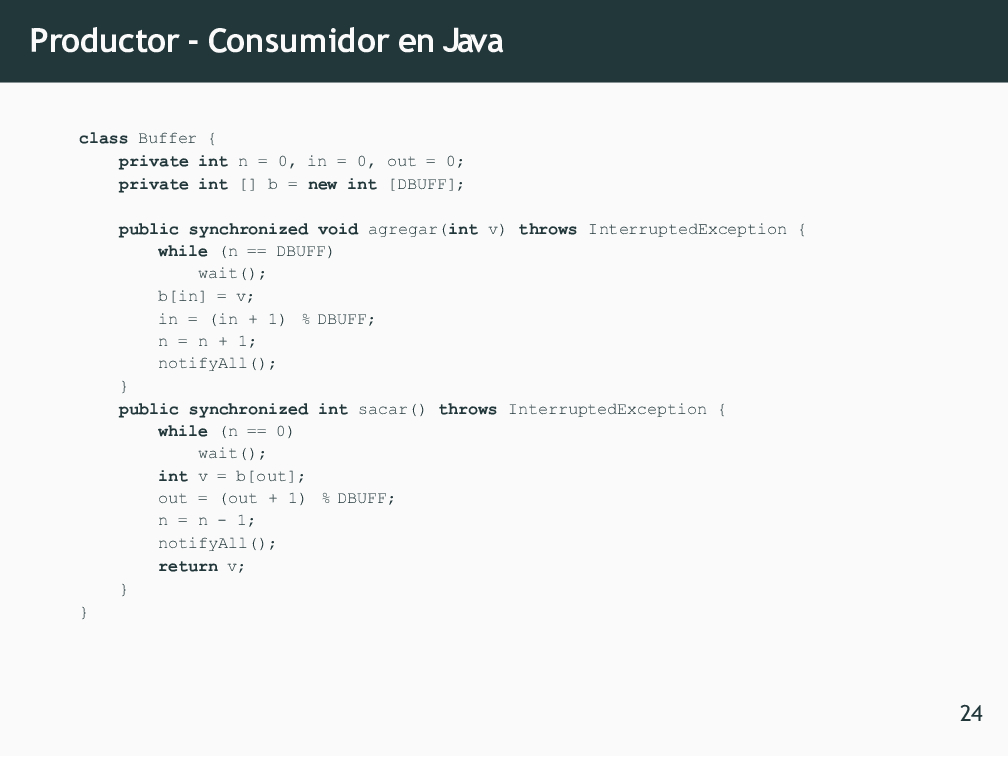 Productor - Consumidor en Java
class Buffer {
    private int n = 0, in = 0, out = 0;
    private int [] b = new int [DBUFF];
    public synchronized void agregar(int v) throws InterruptedException {
        while (n == DBUFF)
            wait();
        b[in] = v;
        in = (in + 1) % DBUFF;
        n = n + 1;
        notifyAll();
    }
    public synchronized int sacar() throws InterruptedException {
        while (n == 0)
            wait();
        int v = b[out];
        out = (out + 1) % DBUFF;
        n = n - 1;
        notifyAll();
        return v;
    }
}
24